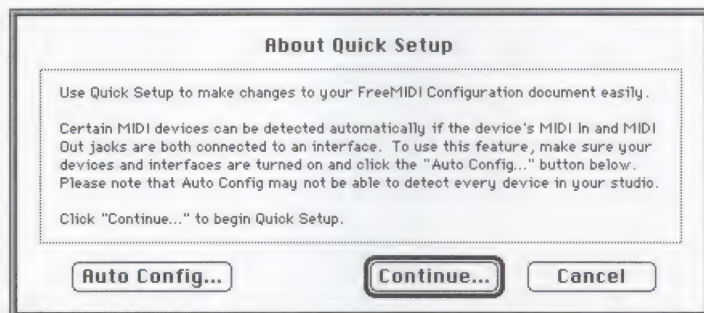 About Quick Setup
Use Quick Setup to make changes to your FreeMIDI Configuration document easily.
Certain MIDI devices can be detected automatically if the device's MIDI In and MIDI
Out jacks are both connected to an interface. To use this feature, make sure your
devices and interfaces are turned on and click the "Auto Config..." button below.
Please note that Auto Config may not be able to detect every device in your studio.
Click "Continue..." to begin Quick Setup.
Auto Config...
Continue...
Cancel